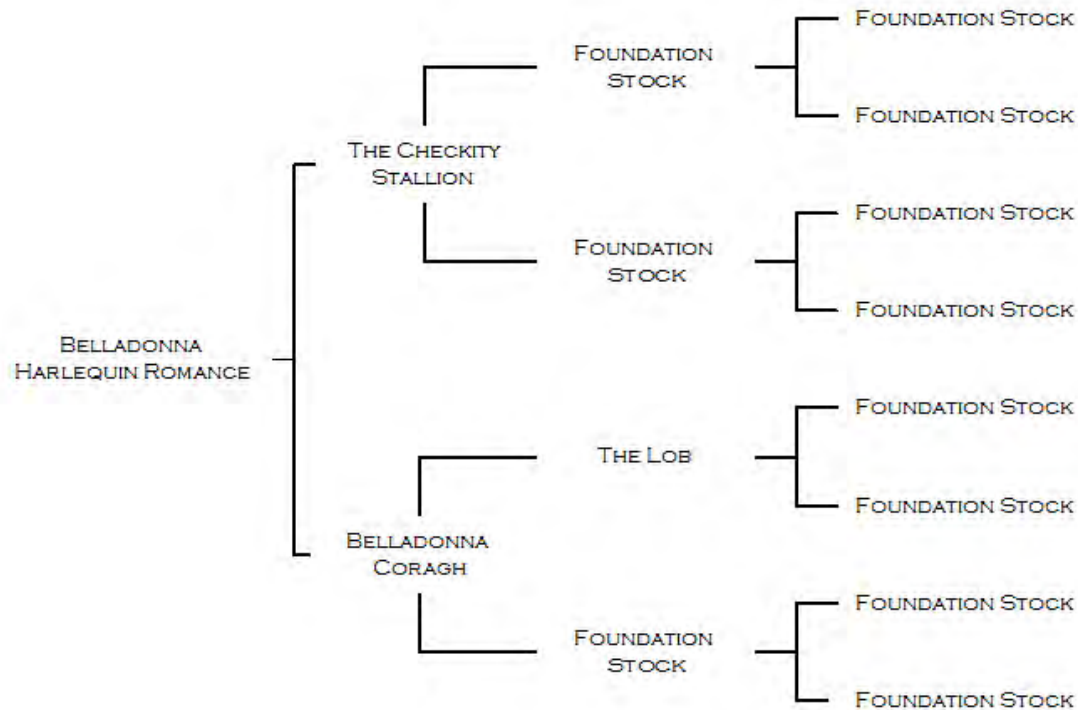 Foundation Stock
Foundation
Stock
Foundation Stock
The Checkity
Stallion
Foundation Stock
Foundation
Stock
Foundation Stock
Belladonna
Harlequin Romance
Foundation Stock
The Lob
Foundation Stock
Belladonna
Coragh
Foundation Stock
Foundation
Stock
Foundation Stock